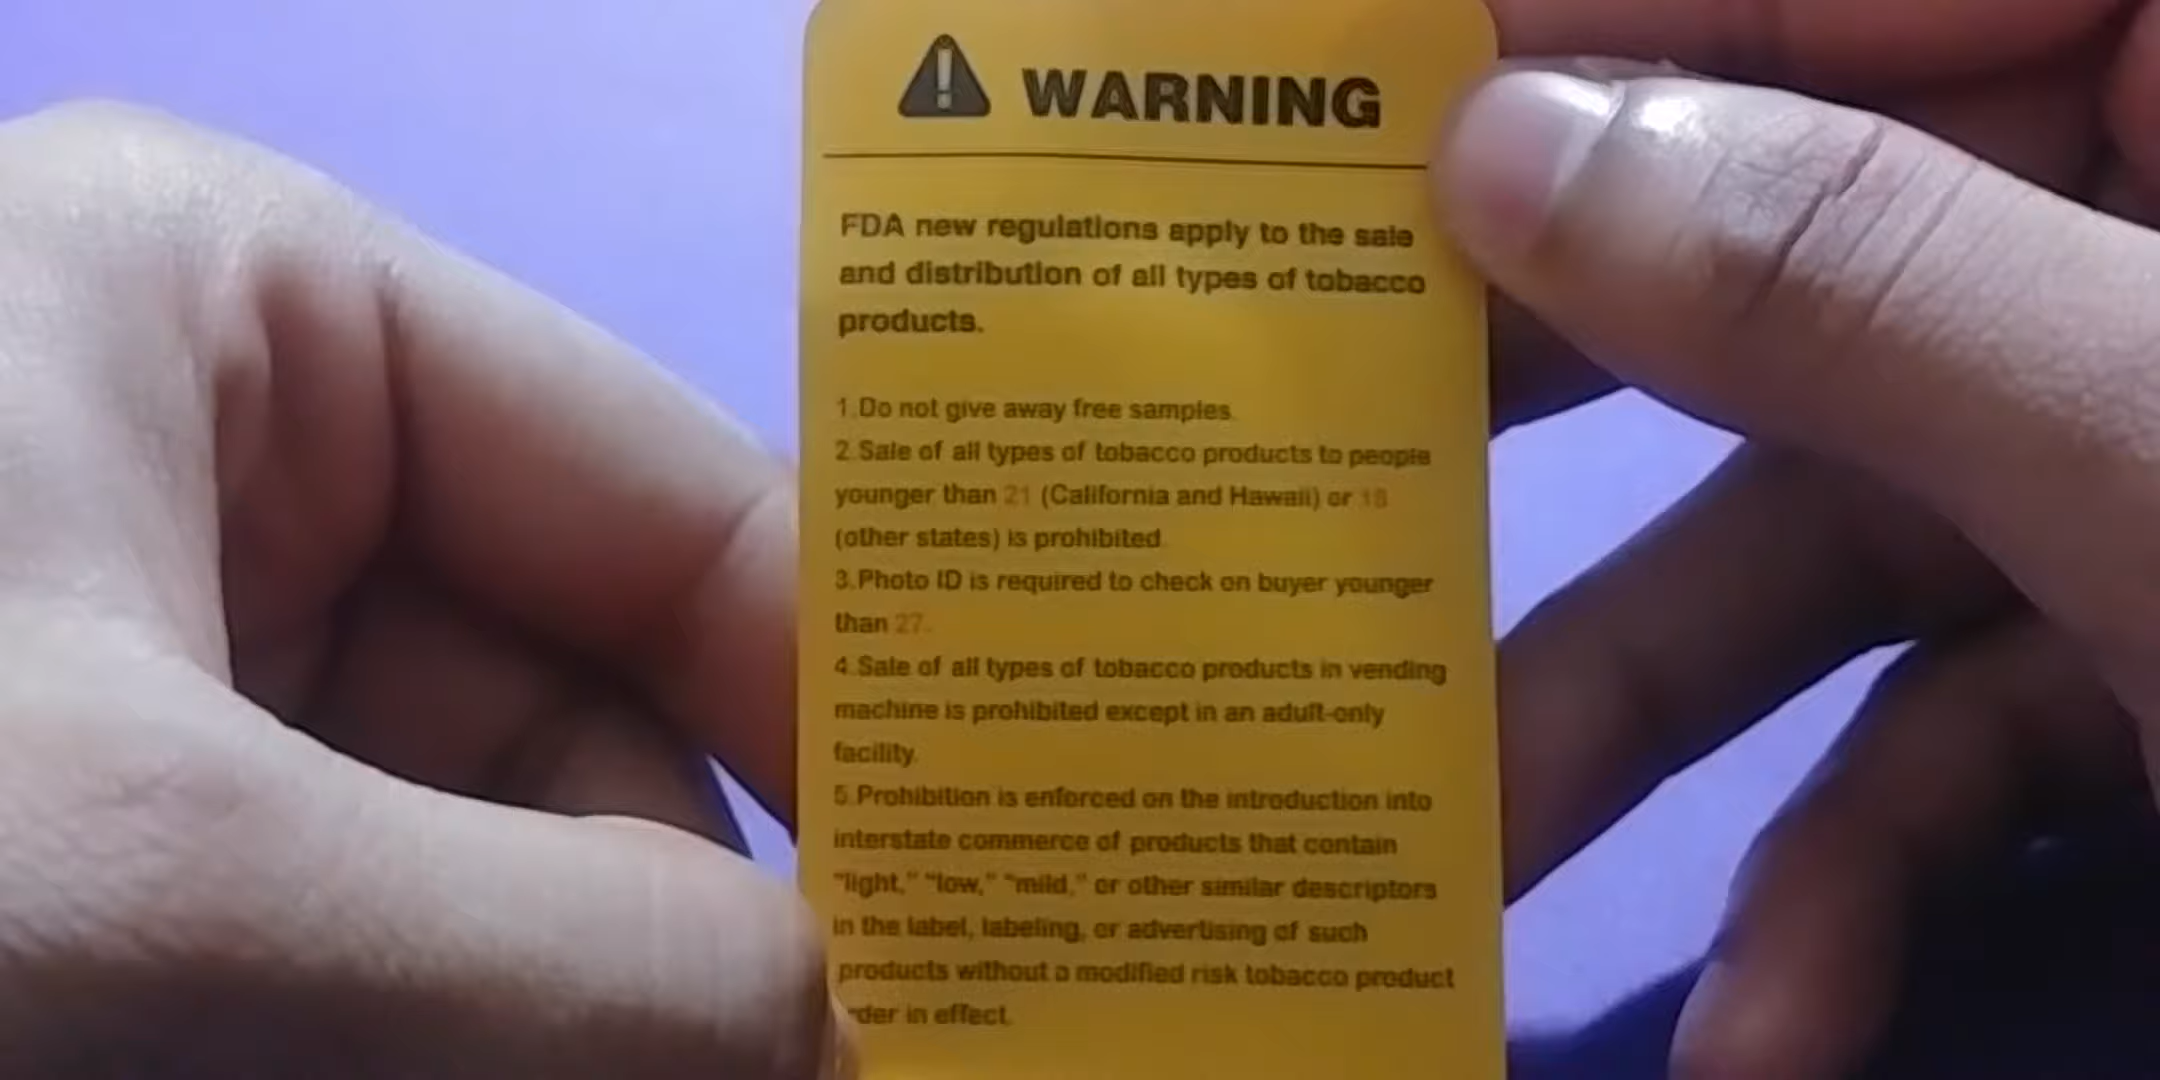 WARNING
FDA new regulations apply to the sale
and distribution of all types of tobacco
products.
1.Do not give away free samples.
2.Sale of all types of tobacco products to people
younger than 21 (California and Hawaii) or 18
(other states) is prohibited.
3.Photo ID is required to check on buyer younger
than 27.
4.Sale of all types of tobacco products in vending
machine is prohibited except in an adult-only
facility.
5.Prohibition is enforced on the introduction into
interstate commerce of products that contain
"light," "low," "mild," or other similar descriptors
in the label, labeling, or advertising of such
products without a modified risk tobacco product
rder in effect.